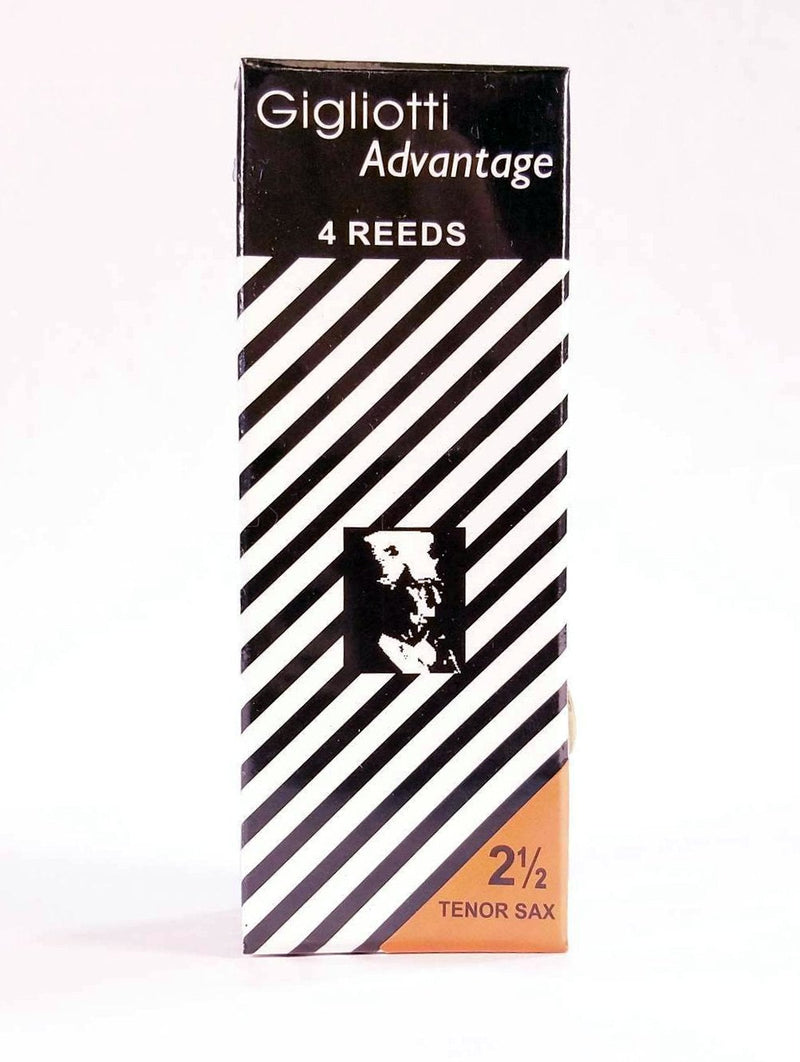 Gigliotti
Advantage
4 REEDS
2½
TENOR SAX